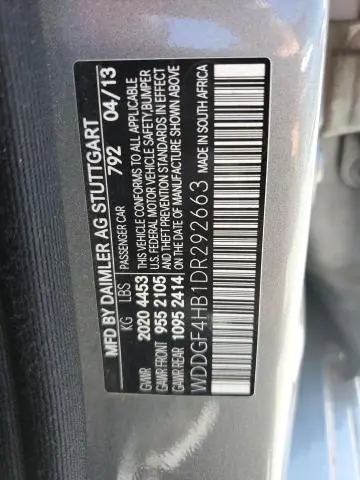 MFD BY DAIMLER AG STUTTGART
792 04/13
KG LBS PASSENGER CAR
GVWR 2020 4453
GAWR FRONT 955 2105
GAWR REAR 1095 2414
THIS VEHICLE CONFORMS TO ALL APPLICABLE
U.S. FEDERAL MOTOR VEHICLE SAFETY, BUMPER
AND THEFT PREVENTION STANDARDS IN EFFECT
ON THE DATE OF MANUFACTURE SHOWN ABOVE
MADE IN SOUTH AFRICA
WDDGF4HB1DR292663